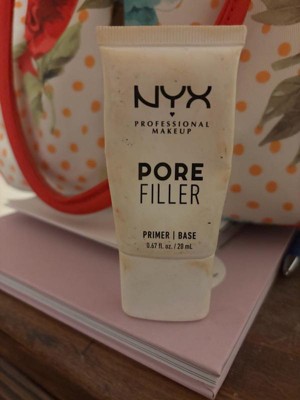 NYX
PROFESSIONAL
MAKEUP
PORE
FILLER
PRIMER | BASE
0.67 fl. oz. / 20 mL